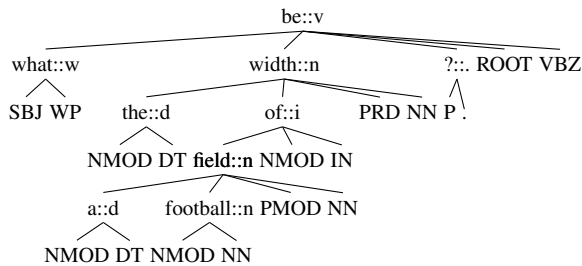 be::v
what::w width::n ?::. ROOT VBZ
SBJ WP the::d of::i PRD NN P .
NMOD DT field::n NMOD IN
a::d football::n PMOD NN
NMOD DT NMOD NN